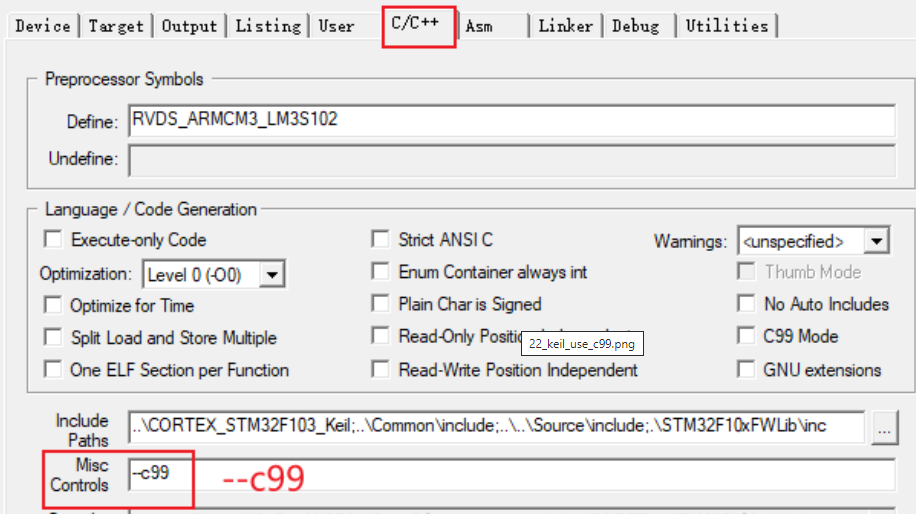 Device Target Output Listing User C/C++ Asm Linker Debug Utilities
Preprocessor Symbols
Define: RVDS_ARMCM3_LM3S102
Undefine:
Language / Code Generation
Execute-only Code Strict ANSI C Warnings: <unspecified>
Optimization: Level 0 (-O0) Enum Container always int Thumb Mode
Optimize for Time Plain Char is Signed No Auto Includes
Split Load and Store Multiple Read-Only 22_keil_use_c99.png C99 Mode
One ELF Section per Function Read-Write Position Independent GNU extensions
Include Paths ..\CORTEX_STM32F103_Keil;..\Common\include;..\..\Source\include;.\STM32F10xFWLib\inc ...
Misc Controls --c99 --c99